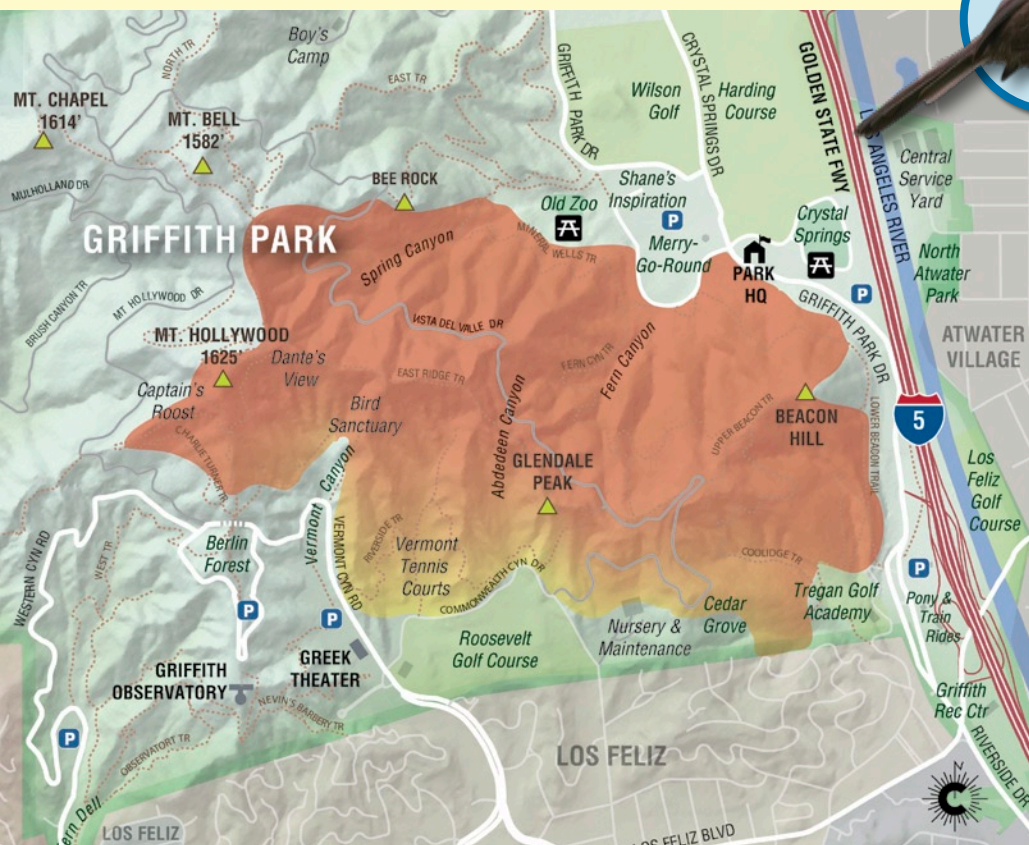 Boy's
Camp
NORTH TR
EAST TR
GRIFFITH PARK DR
CRYSTAL SPRINGS DR
GOLDEN STATE FWY
LOS ANGELES RIVER
Wilson
Golf
Harding
Course
MT. CHAPEL
1614'
MT. BELL
1582'
MULHOLLAND DR
BEE ROCK
Old Zoo
Shane's
Inspiration
P
Merry-
Go-Round
Central
Service
Yard
Crystal
Springs
North
Atwater
Park
GRIFFITH PARK
Spring Canyon
MINERAL WELLS TR
PARK
HQ
P
GRIFFITH PARK DR
BRUSH CANYON TR
MT HOLLYWOOD DR
VISTA DEL VALLE DR
ATWATER
VILLAGE
MT. HOLLYWOOD
1625'
Dante's
View
EAST RIDGE TR
FERN CYN TR
Fern Canyon
Captain's
Roost
Bird
Sanctuary
Abdedeen Canyon
UPPER BEACON TR
BEACON
HILL
LOWER BEACON TRAIL
5
CHARLIE TURNER TR
GLENDALE
PEAK
Los
Feliz
Golf
Course
Vermont Canyon
VERMONT CYN RD
RIVERSIDE TR
Vermont
Tennis
Courts
WESTERN CYN RD
WEST TR
Berlin
Forest
COOLIDGE TR
COMMONWEALTH CYN DR
P
P
P
Tregan Golf
Academy
Cedar
Grove
Pony &
Train
Rides
Roosevelt
Golf Course
Nursery &
Maintenance
GREEK
THEATER
GRIFFITH
OBSERVATORY
NEVIN'S BARBERY TR
Griffith
Rec Ctr
RIVERSIDE DR
P
OBSERVATORT TR
LOS FELIZ
N
C
LOS FELIZ
LOS FELIZ BLVD